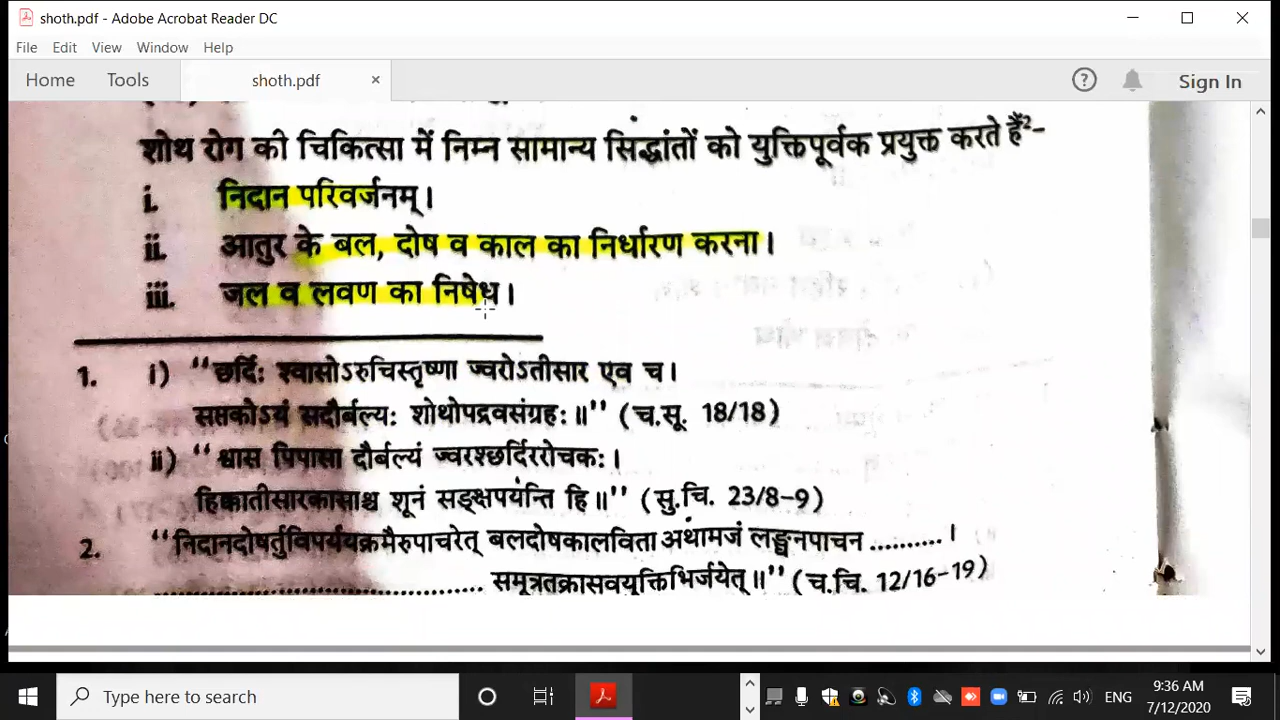 shoth.pdf - Adobe Acrobat Reader DC
File Edit View Window Help
Home Tools shoth.pdf × ? Sign In
शोथ रोग की चिकित्सा में निम्न सामान्य सिद्धांतों को युक्तिपूर्वक प्रयुक्त करते हैं²–
i. निदान परिवर्जनम्।
ii. आतुर के बल, दोष व काल का निर्धारण करना।
iii. जल व लवण का निषेध।
1. i) “छर्दिः श्वासोऽरुचिस्तृष्णा ज्वरोऽतीसार एव च।
सप्तकोऽयं सदौर्बल्यः शोथोपद्रवसंग्रहः॥” (च.सू. 18/18)
ii) “श्वास पिपासा दौर्बल्यं ज्वरश्छर्दिररोचकः।
हिक्कातीसारकासाश्च शूनं सङ्क्षपयन्ति हि॥” (सु.चि. 23/8-9)
2. “निदानदोषर्तुविपर्ययक्रमैरुपाचरेत् बलदोषकालविता अथामजं लङ्घनपाचन ..........।
................................. समूत्रतक्रासवयुक्तिभिर्जयेत्॥” (च.चि. 12/16-19)
Type here to search
ENG
9:36 AM
7/12/2020